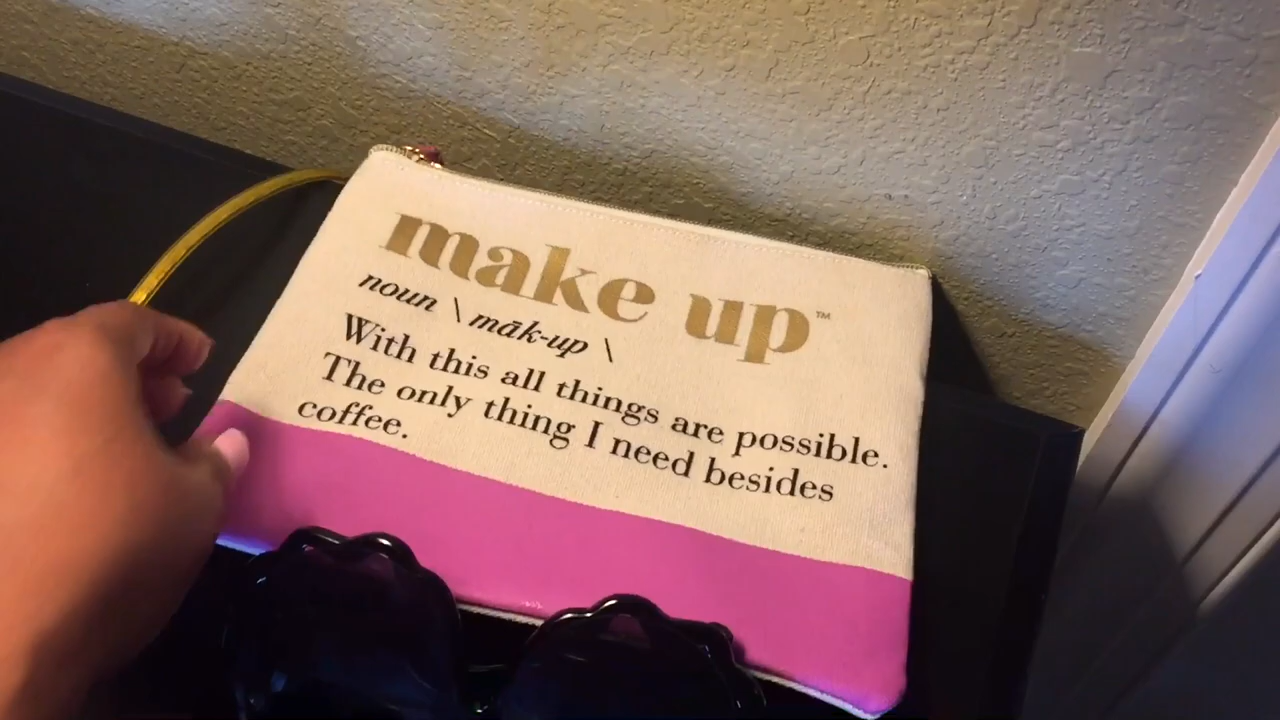 make up™
noun \ māk-up \
With this all things are possible.
The only thing I need besides
coffee.